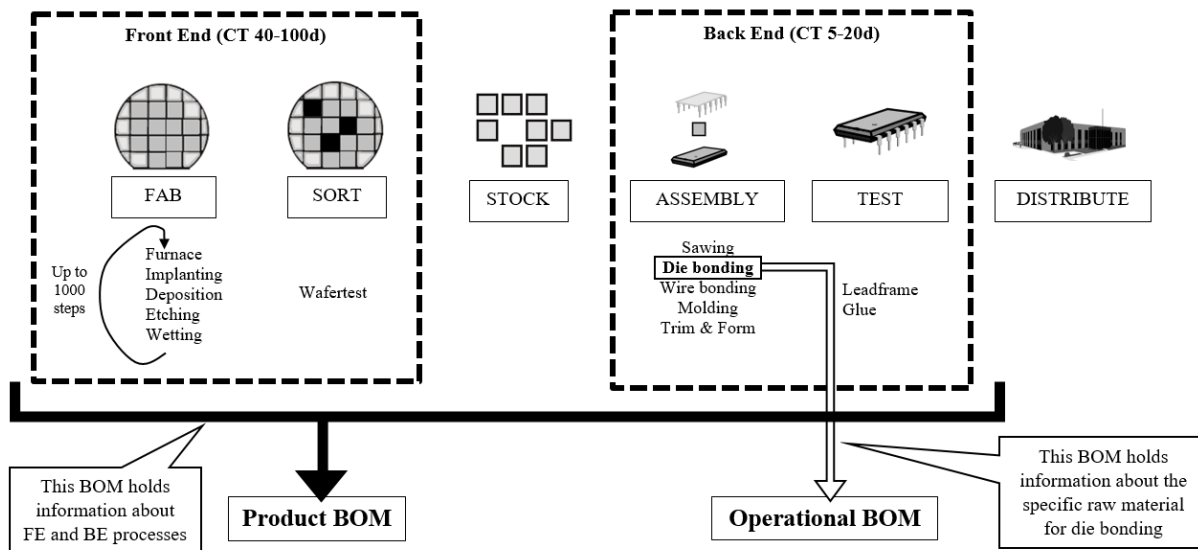 Front End (CT 40-100d)
Back End (CT 5-20d)
FAB
SORT
STOCK
ASSEMBLY
TEST
DISTRIBUTE
Up to
1000
steps
Furnace
Implanting
Deposition
Etching
Wetting
Wafertest
Sawing
Die bonding
Wire bonding
Molding
Trim & Form
Leadframe
Glue
This BOM holds
information about
FE and BE processes
Product BOM
Operational BOM
This BOM holds
information about the
specific raw material
for die bonding